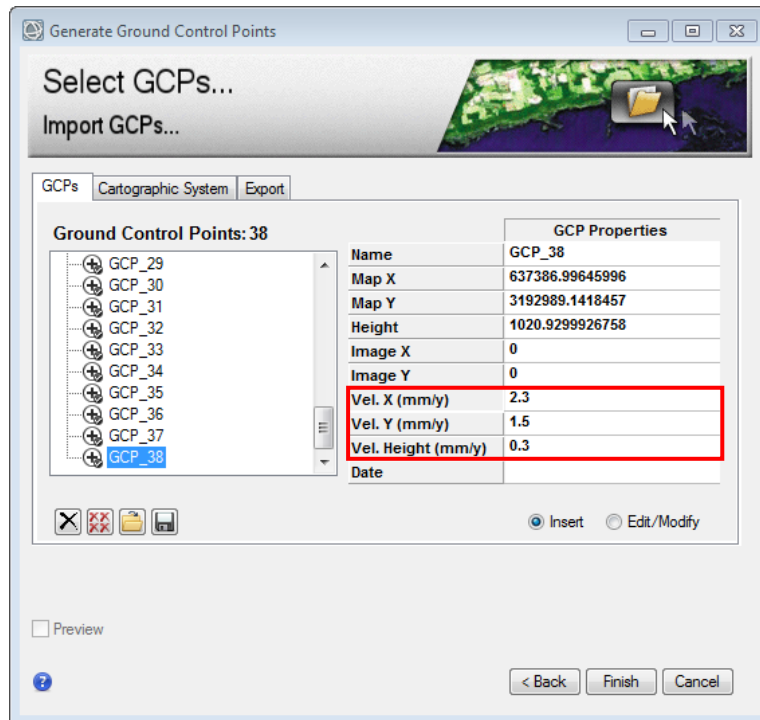 Generate Ground Control Points
Select GCPs...
Import GCPs...
GCPs Cartographic System Export
Ground Control Points: 38
GCP_29
GCP_30
GCP_31
GCP_32
GCP_33
GCP_34
GCP_35
GCP_36
GCP_37
GCP_38
GCP Properties
Name GCP_38
Map X 637386.99645996
Map Y 3192989.1418457
Height 1020.9299926758
Image X 0
Image Y 0
Vel. X (mm/y) 2.3
Vel. Y (mm/y) 1.5
Vel. Height (mm/y) 0.3
Date
Insert Edit/Modify
Preview
< Back Finish Cancel